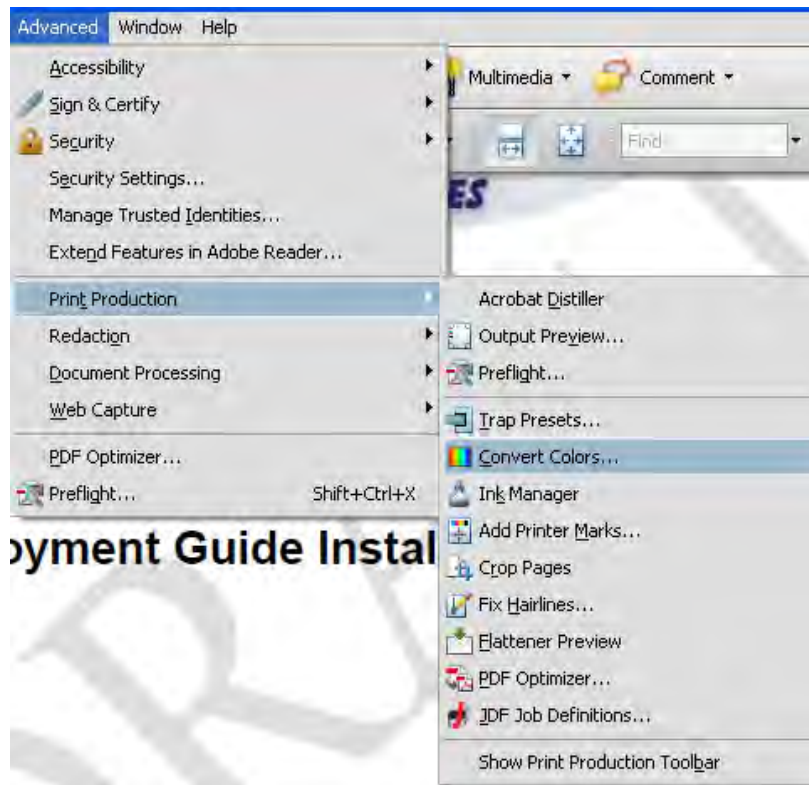 Advanced Window Help
Accessibility
Sign & Certify
Security
Security Settings...
Manage Trusted Identities...
Extend Features in Adobe Reader...
Print Production
Redaction
Document Processing
Web Capture
PDF Optimizer...
Preflight... Shift+Ctrl+X
Multimedia Comment
Find
ES
Acrobat Distiller
Output Preview...
Preflight...
Trap Presets...
Convert Colors...
Ink Manager
Add Printer Marks...
Crop Pages
Fix Hairlines...
Flattener Preview
PDF Optimizer...
JDF Job Definitions...
Show Print Production Toolbar
oyment Guide Instal